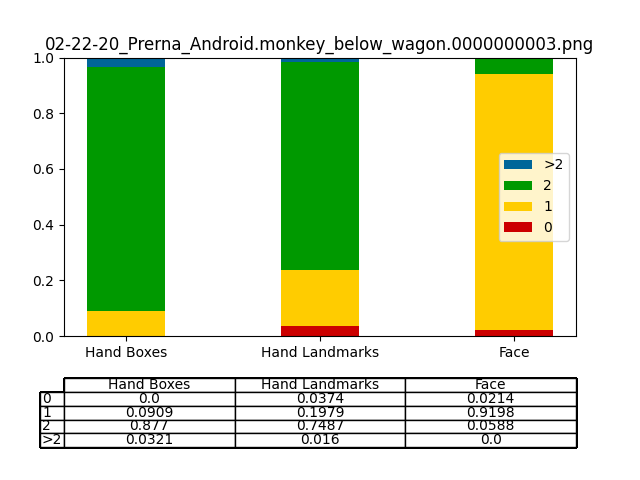 02-22-20_Prerna_Android.monkey_below_wagon.0000000003.png
1.0
0.8
0.6
0.4
0.2
0.0
>2
2
1
0
Hand Boxes Hand Landmarks Face
Hand Boxes Hand Landmarks Face
0 0.0 0.0374 0.0214
1 0.0909 0.1979 0.9198
2 0.877 0.7487 0.0588
>2 0.0321 0.016 0.0